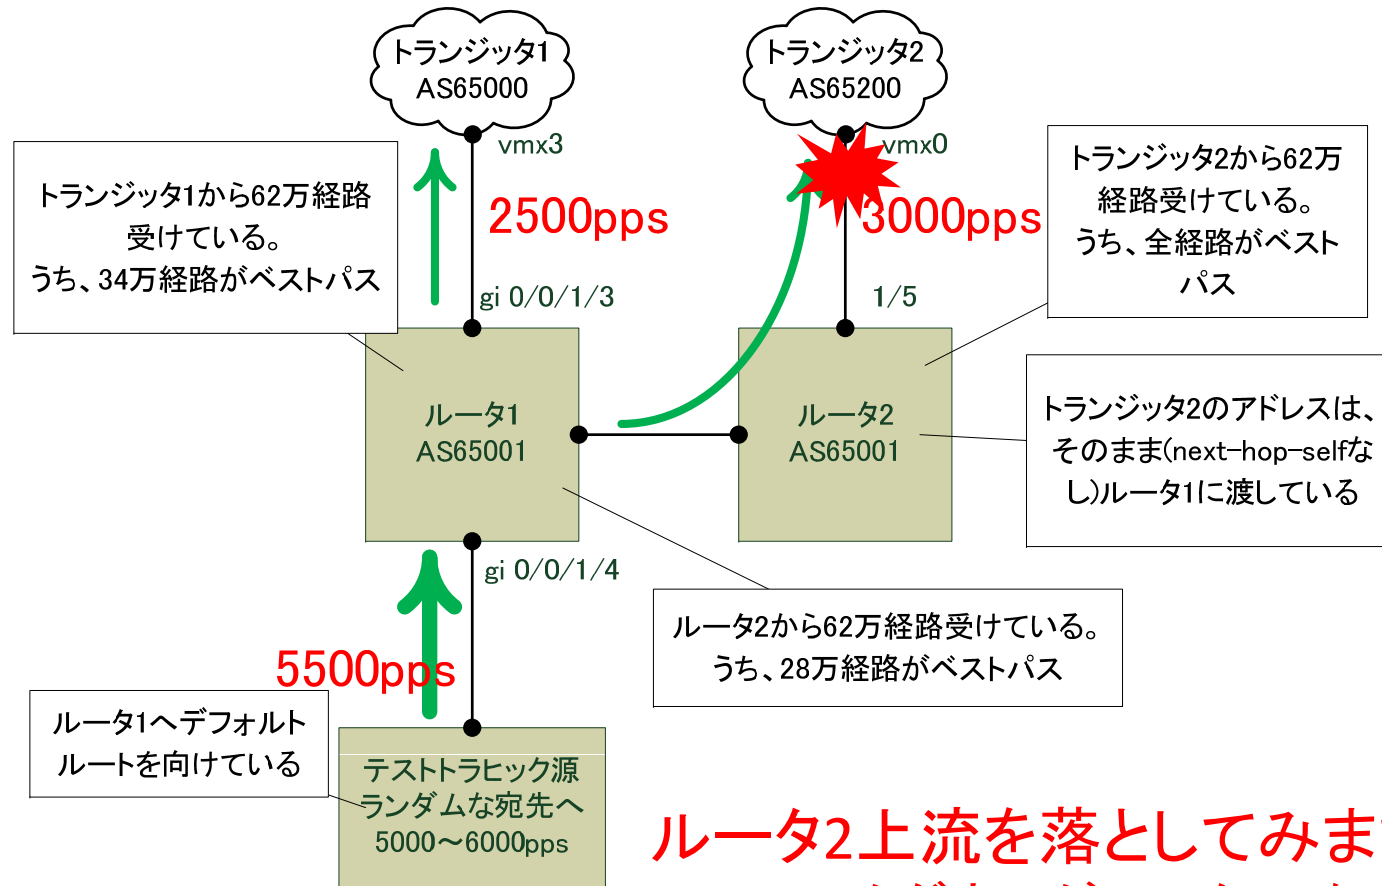 トランジッタ1
AS65000
トランジッタ2
AS65200
vmx3
vmx0
トランジッタ1から62万経路
受けている。
うち、34万経路がベストパス
2500pps
3000pps
トランジッタ2から62万
経路受けている。
うち、全経路がベスト
パス
gi 0/0/1/3
1/5
ルータ1
AS65001
ルータ2
AS65001
トランジッタ2のアドレスは、
そのまま(next-hop-selfな
し)ルータ1に渡している
gi 0/0/1/4
ルータ2から62万経路受けている。
うち、28万経路がベストパス
5500pps
ルータ1へデフォルト
ルートを向けている
テストトラヒック源
ランダムな宛先へ
5000～6000pps
ルータ2上流を落としてみま